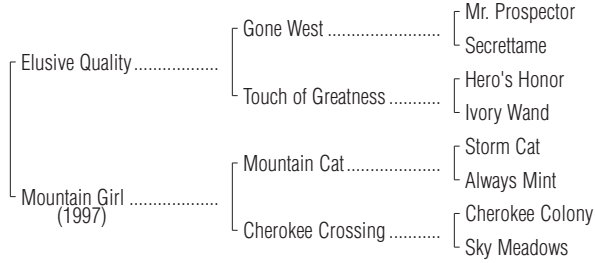 Mr. Prospector
Gone West
Secrettame
Elusive Quality
Hero's Honor
Touch of Greatness
Ivory Wand
Storm Cat
Mountain Cat
Always Mint
Mountain Girl
(1997)
Cherokee Colony
Cherokee Crossing
Sky Meadows